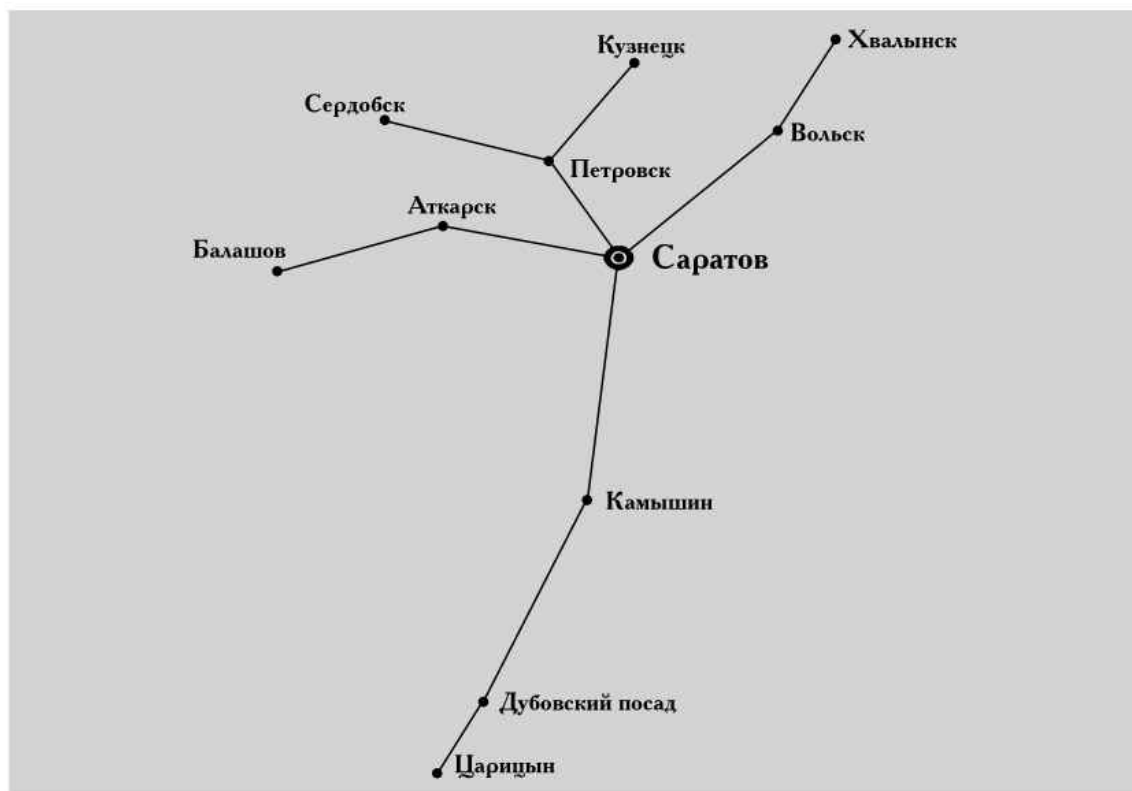 Кузнецк
Хвалынск
Сердобск
Вольск
Петровск
Аткарск
Балашов
Саратов
Камышин
Дубовский посад
Царицын